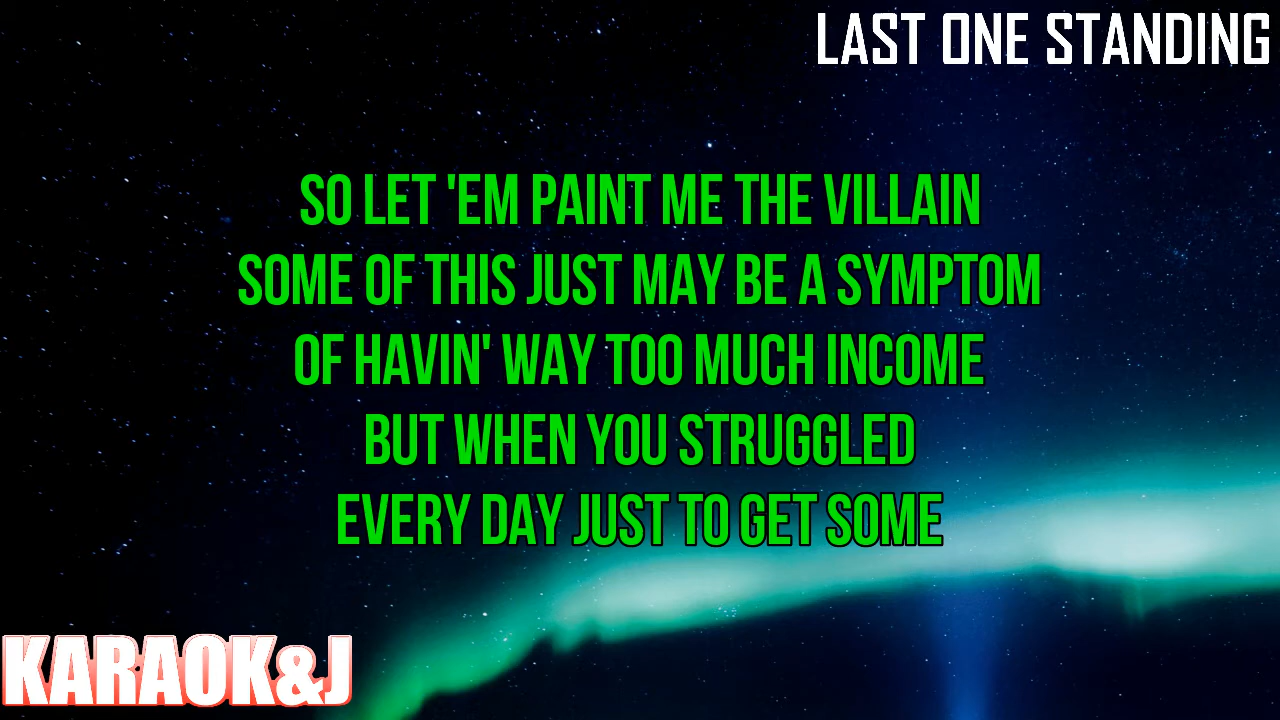 LAST ONE STANDING
SO LET 'EM PAINT ME THE VILLAIN
SOME OF THIS JUST MAY BE A SYMPTOM
OF HAVIN' WAY TOO MUCH INCOME
BUT WHEN YOU STRUGGLED
EVERY DAY JUST TO GET SOME
KARAOK&J